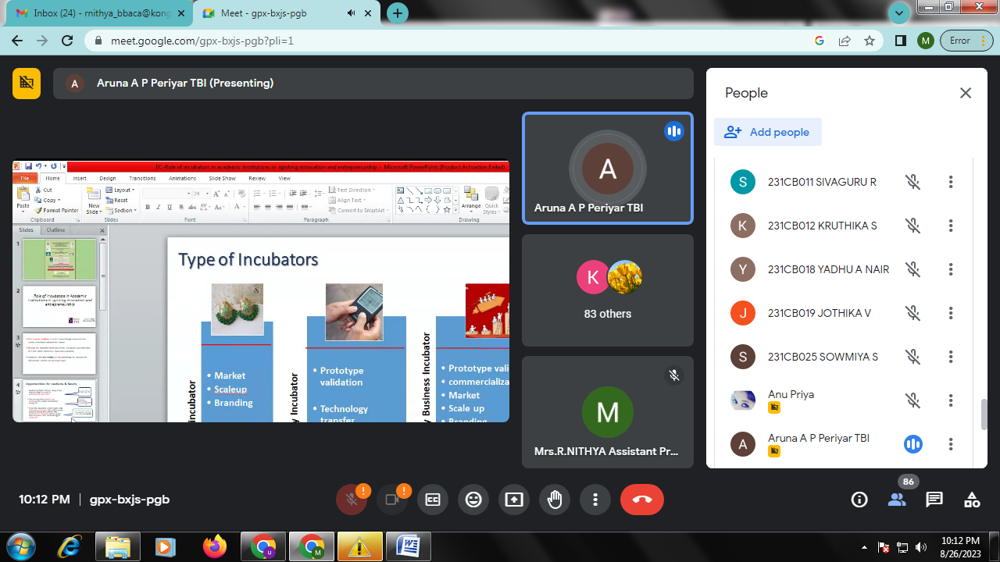 Inbox (24) - rnithya_bbaca@kong
Meet - gpx-bxjs-pgb
meet.google.com/gpx-bxjs-pgb?pli=1
M
Error
A
Aruna A P Periyar TBI (Presenting)
IIC-Role of incubators in academic institutions in igniting innovation and entrepreneurship - Microsoft PowerPoint (Product Activation Failed)
File
Home
Insert
Design
Transitions
Animations
Slide Show
Review
View
Paste
Cut
Copy
Format Painter
Clipboard
New
Slide
Layout
Reset
Section
Slides
Font
Text Direction
Align Text
Convert to SmartArt
Paragraph
Arrange
Quick
Styles
Drawing
Slides
Outline
1
2
Role of Incubators in Academic
Institutions in igniting innovation and
entrepreneurship
3
4
Opportunities for students & faculty
Type of Incubators
incubator
• Market
• Scaleup
• Branding
y Incubator
• Prototype
validation
• Technology
transfer
Business Incubator
• Prototype vali
• commercializa
• Market
• Scale up
• Branding
A
Aruna A P Periyar TBI
K
83 others
M
Mrs.R.NITHYA Assistant Pr...
People
Add people
S
231CB011 SIVAGURU R
K
231CB012 KRUTHIKA S
Y
231CB018 YADHU A NAIR
J
231CB019 JOTHIKA V
S
231CB025 SOWMIYA S
Anu Priya
A
Aruna A P Periyar TBI
10:12 PM
gpx-bxjs-pgb
86
u
M
10:12 PM
8/26/2023